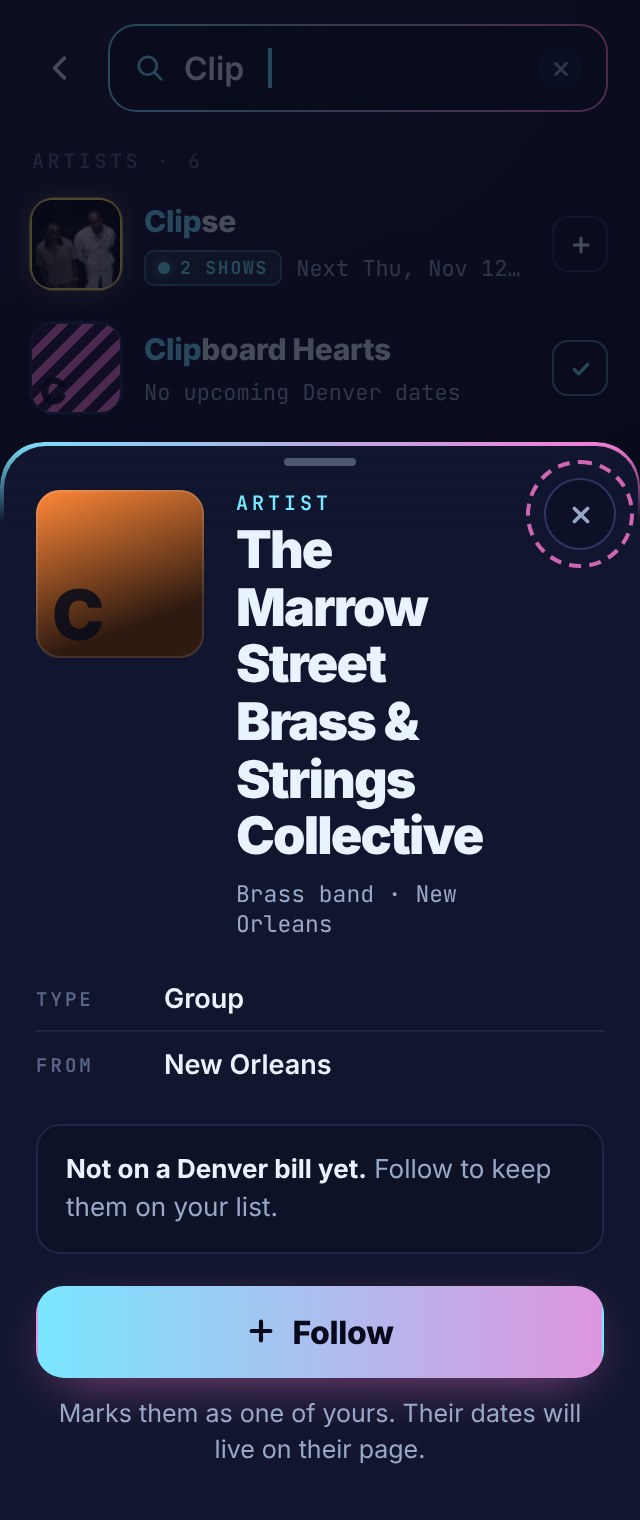 Clip
ARTISTS · 6
Clipse
2 SHOWS Next Thu, Nov 12…
Clipboard Hearts
No upcoming Denver dates
C
C
ARTIST
The
Marrow
Street
Brass &
Strings
Collective
Brass band · New
Orleans
TYPE Group
FROM New Orleans
Not on a Denver bill yet. Follow to keep
them on your list.
+ Follow
Marks them as one of yours. Their dates will
live on their page.